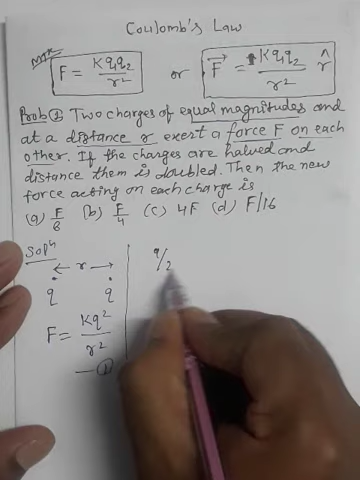 Coulomb's Law
Note F = Kq₁q₂/r² or F⃗ = Kq₁q₂/r² r̂
Prob ① Two charges of equal magnitudes and
at a distance r exert a force F on each
other. If the charges are halved and
distance them is doubled. Then the new
force acting on each charge is
(a) F/8 (b) F/4 (c) 4F (d) F/16
Solⁿ
← r →
q q
F = Kq²/r²
—①
q/2